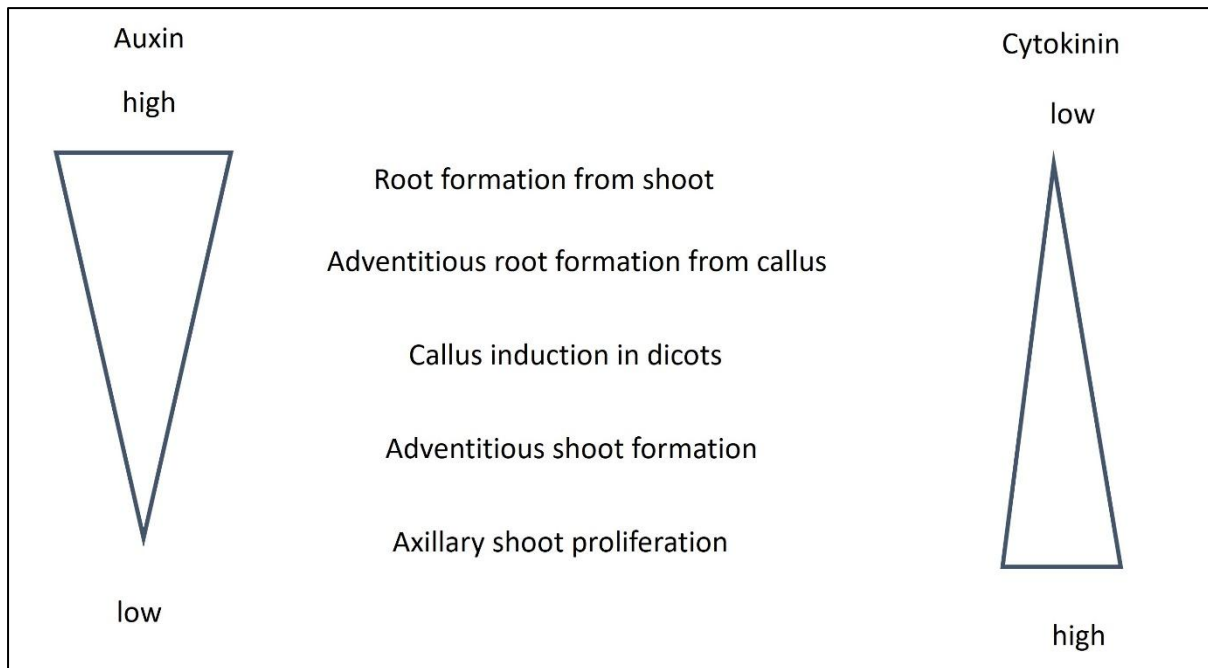 Auxin
Cytokinin
high
low
Root formation from shoot
Adventitious root formation from callus
Callus induction in dicots
Adventitious shoot formation
Axillary shoot proliferation
low
high